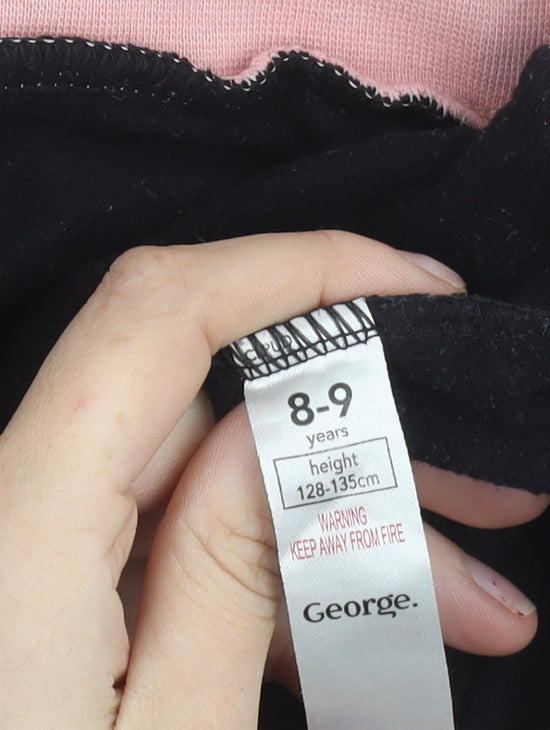 8-9
years
height
128-135cm
WARNING
KEEP AWAY FROM FIRE
George.